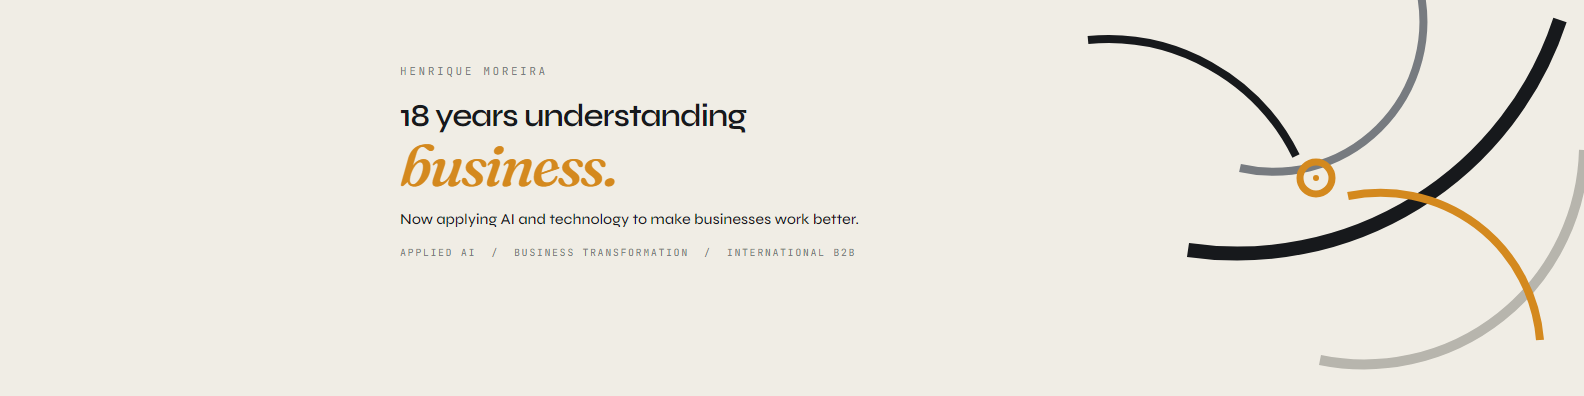 HENRIQUE MOREIRA
18 years understanding
business.
Now applying AI and technology to make businesses work better.
APPLIED AI / BUSINESS TRANSFORMATION / INTERNATIONAL B2B